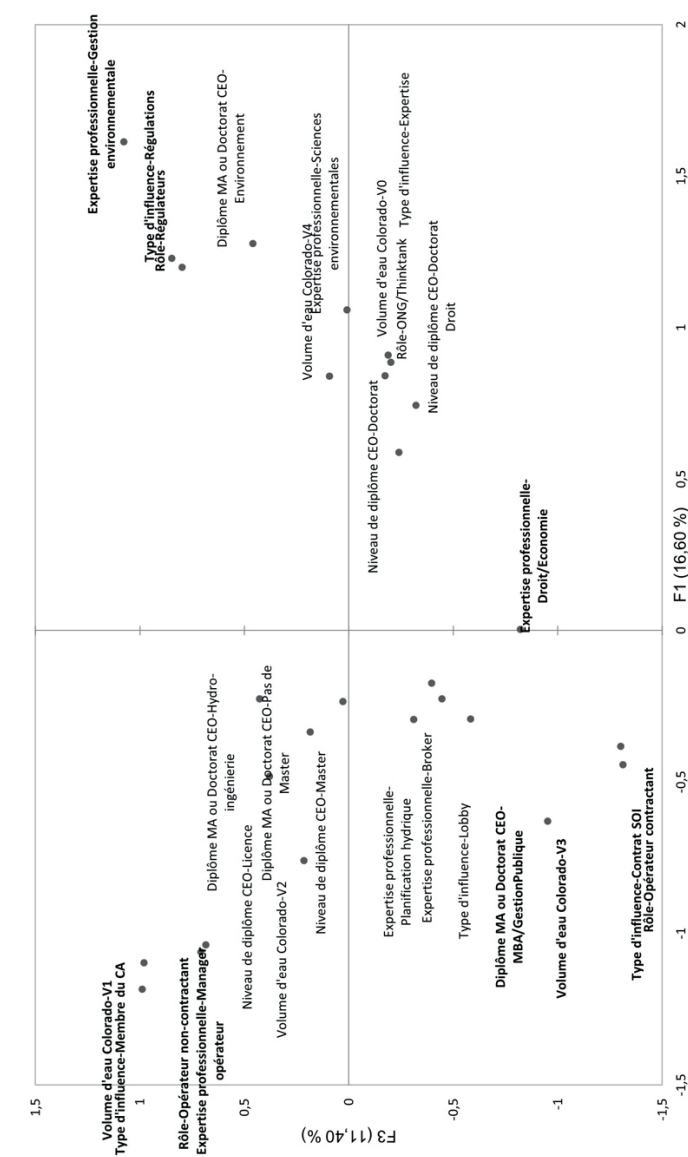 Expertise professionnelle-Gestion
environnementale
Type d'influence-Régulations
Rôle-Régulateurs
Diplôme MA ou Doctorat CEO-
Environnement
Volume d'eau Colorado-V4
Expertise professionnelle-Sciences
environnementales
Volume d'eau Colorado-V0
Rôle-ONG/Thinktank
Type d'influence-Expertise
Niveau de diplôme CEO-Doctorat
Niveau de diplôme CEO-Doctorat
Droit
Expertise professionnelle-
Droit/Economie
Volume d'eau Colorado-V1
Type d'influence-Membre du CA
Rôle-Opérateur non-contractant
Expertise professionnelle-Manager
opérateur
Diplôme MA ou Doctorat CEO-Hydro-
ingénierie
Niveau de diplôme CEO-Licence
Diplôme MA ou Doctorat CEO-Pas de
Master
Volume d'eau Colorado-V2
Niveau de diplôme CEO-Master
Expertise professionnelle-
Planification hydrique
Expertise professionnelle-Broker
Type d'influence-Lobby
Diplôme MA ou Doctorat CEO-
MBA/GestionPublique
Volume d'eau Colorado-V3
Type d'influence-Contrat SOI
Rôle-Opérateur contractant
1,5
1
0,5
0
-0,5
-1
-1,5
F3 (11,40 %)
-1,5
-1
-0,5
0
0,5
1
1,5
2
F1 (16,60 %)